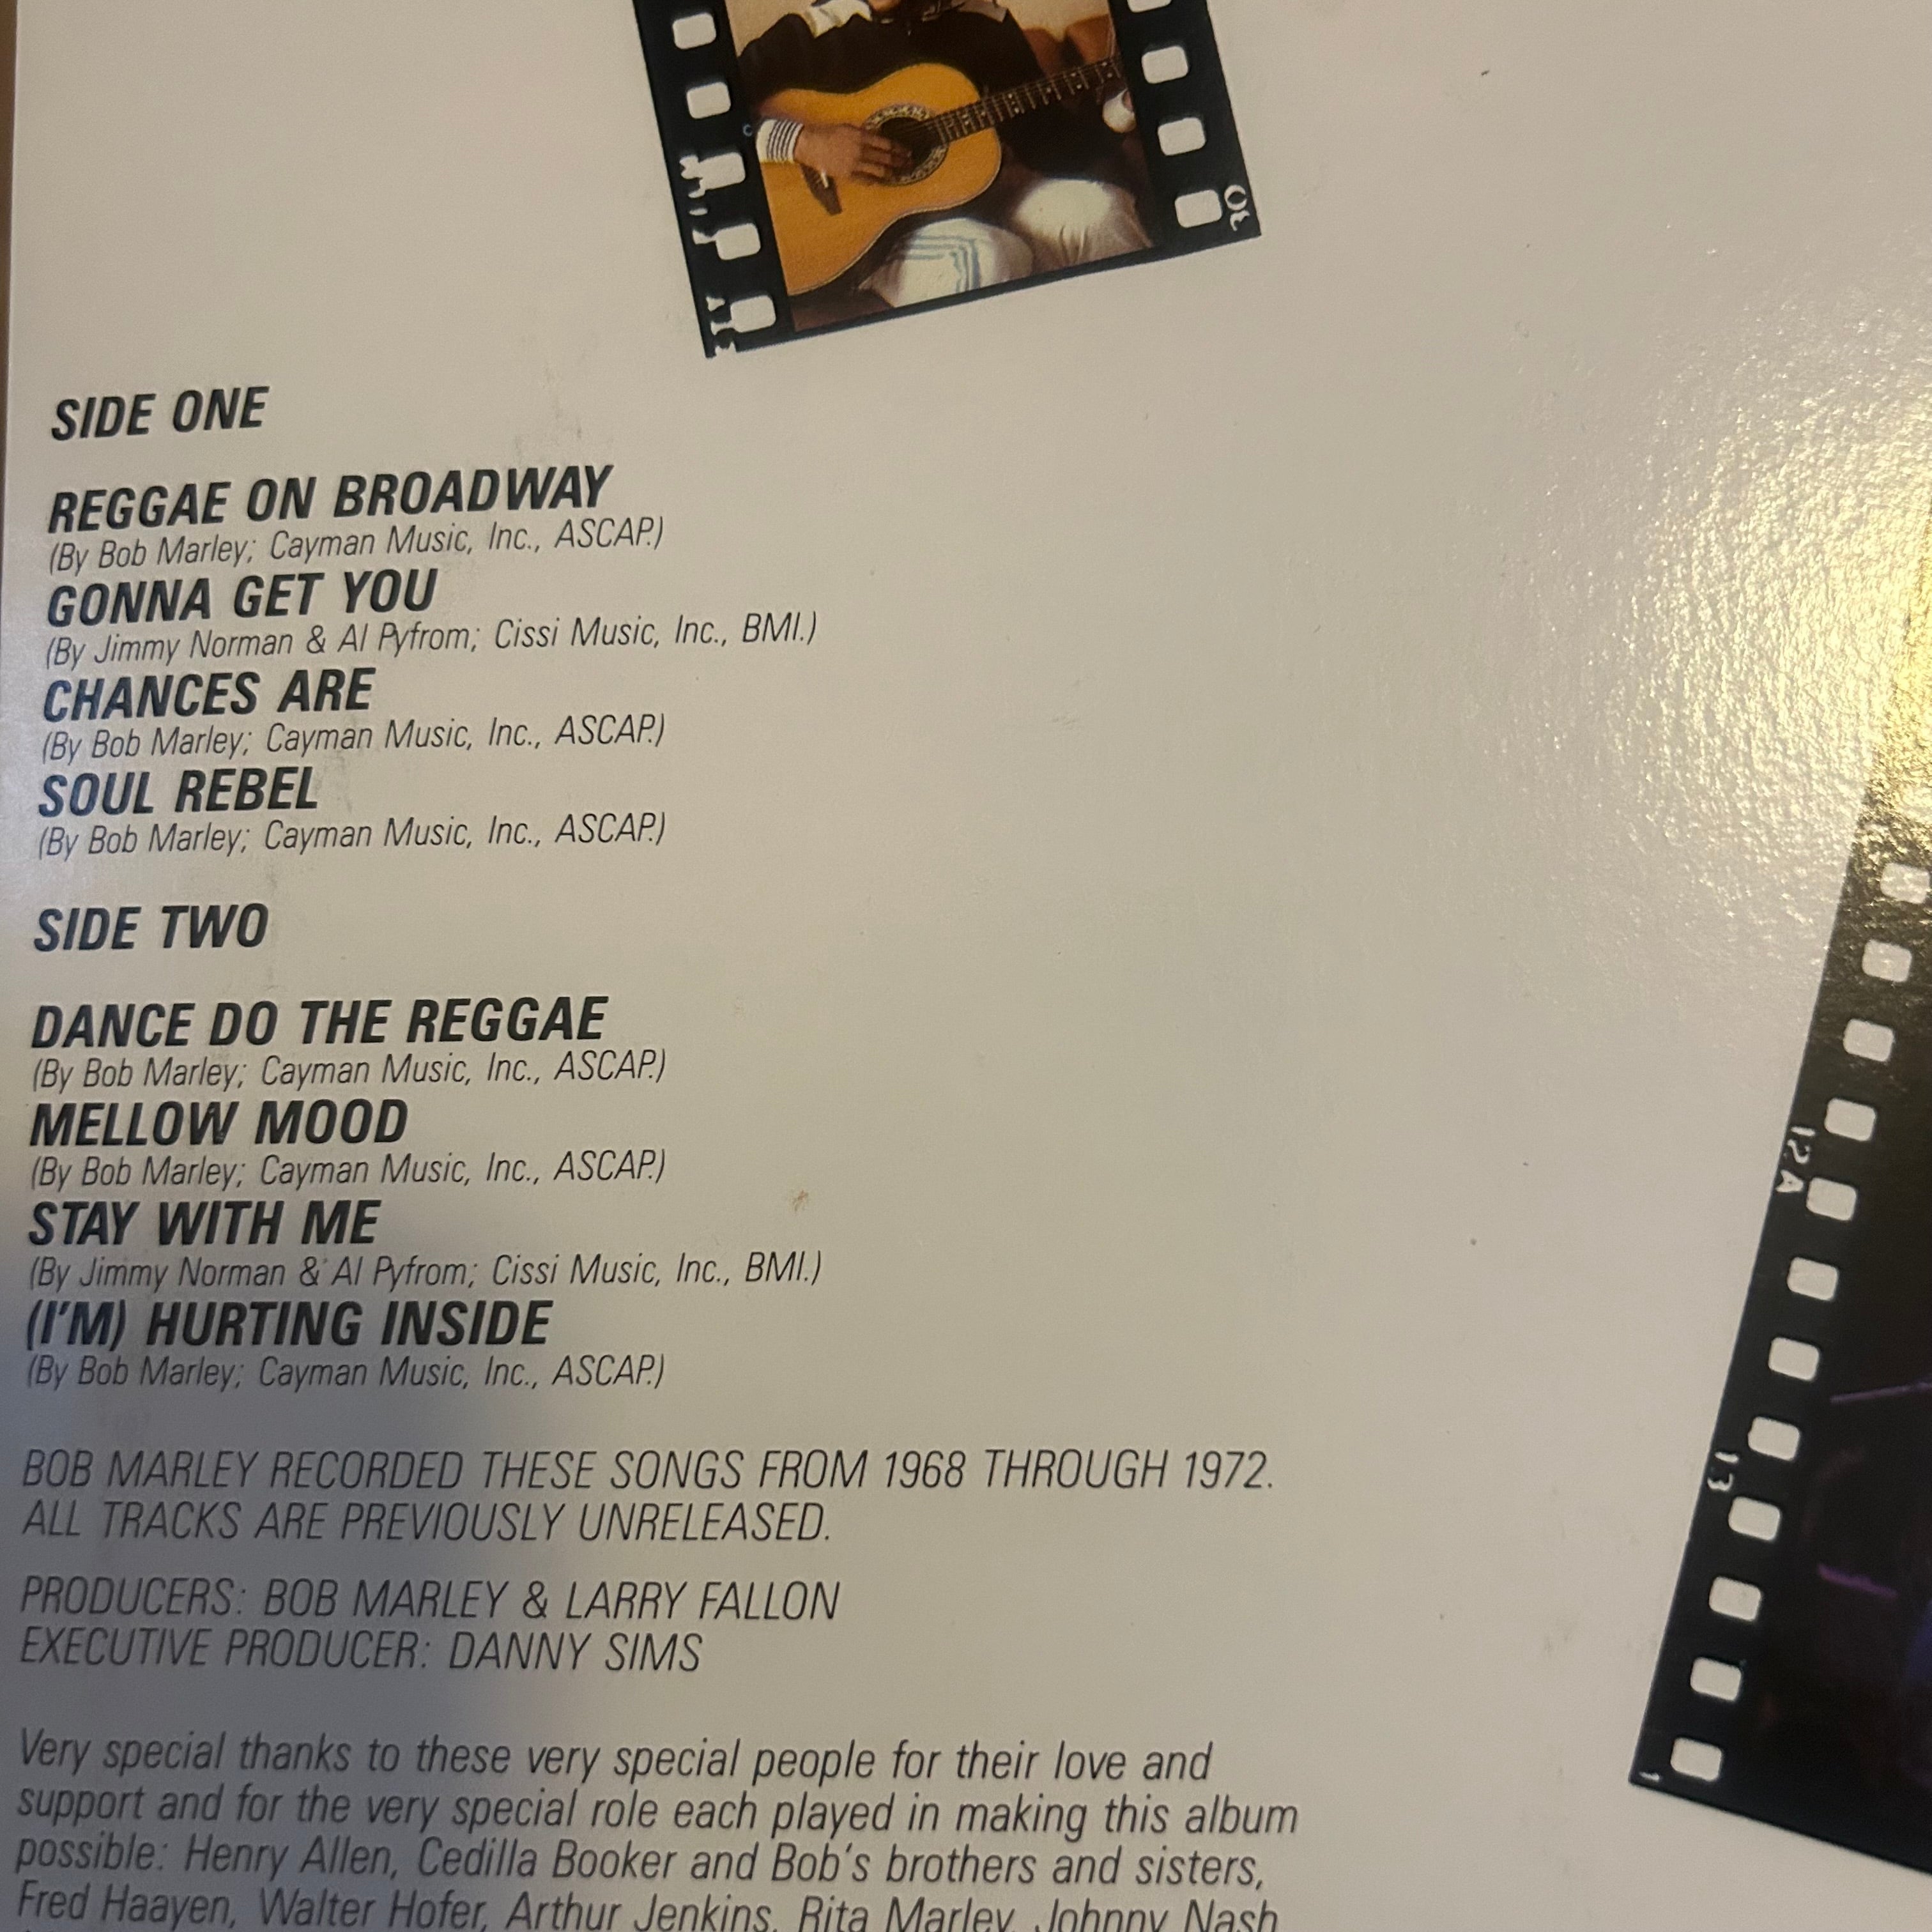 30
SIDE ONE
REGGAE ON BROADWAY
(By Bob Marley; Cayman Music, Inc., ASCAP.)
GONNA GET YOU
(By Jimmy Norman & Al Pyfrom; Cissi Music, Inc., BMI.)
CHANCES ARE
(By Bob Marley; Cayman Music, Inc., ASCAP.)
SOUL REBEL
(By Bob Marley; Cayman Music, Inc., ASCAP.)
SIDE TWO
DANCE DO THE REGGAE
(By Bob Marley; Cayman Music, Inc., ASCAP.)
MELLOW MOOD
(By Bob Marley; Cayman Music, Inc., ASCAP.)
STAY WITH ME
(By Jimmy Norman & Al Pyfrom; Cissi Music, Inc., BMI.)
(I'M) HURTING INSIDE
(By Bob Marley; Cayman Music, Inc., ASCAP.)
BOB MARLEY RECORDED THESE SONGS FROM 1968 THROUGH 1972.
ALL TRACKS ARE PREVIOUSLY UNRELEASED.
PRODUCERS: BOB MARLEY & LARRY FALLON
EXECUTIVE PRODUCER: DANNY SIMS
Very special thanks to these very special people for their love and
support and for the very special role each played in making this album
possible: Henry Allen, Cedilla Booker and Bob's brothers and sisters,
Fred Haayen, Walter Hofer, Arthur Jenkins, Rita Marley, Johnny Nash
12A
13